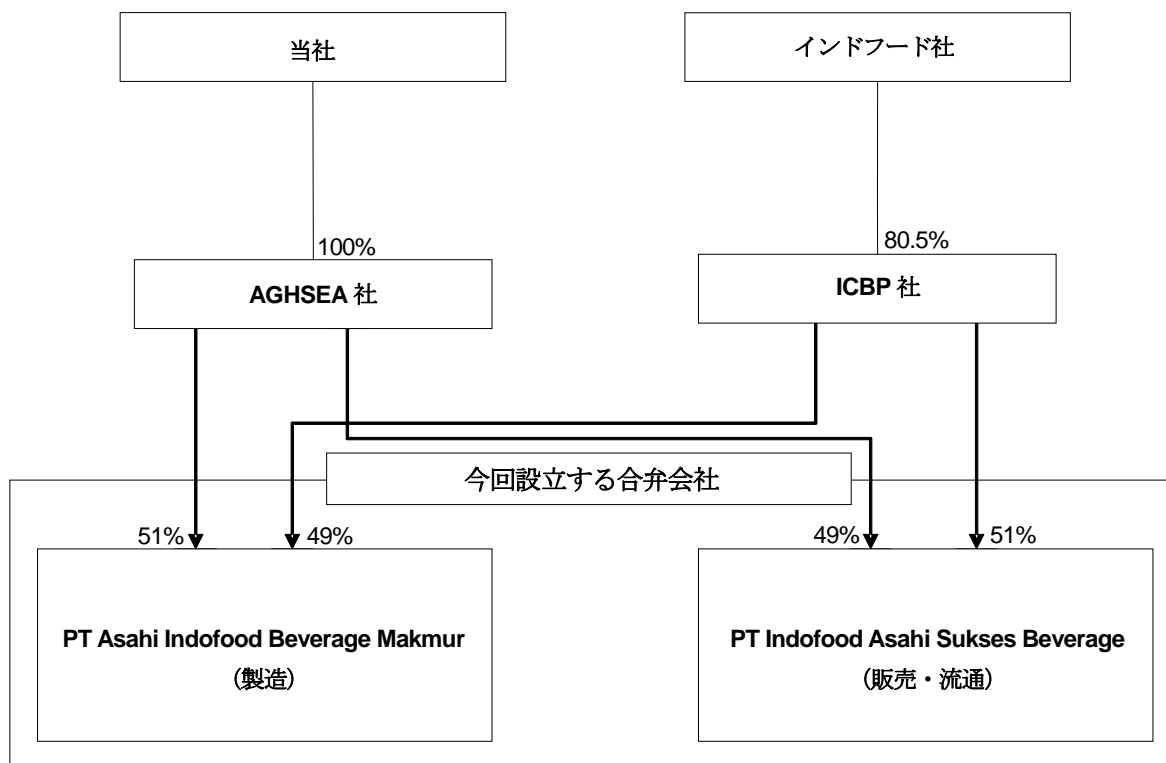 当社
インドフード社
100%
80.5%
AGHSEA 社
ICBP 社
今回設立する合弁会社
51%
49%
49%
51%
PT Asahi Indofood Beverage Makmur
(製造)
PT Indofood Asahi Sukses Beverage
(販売・流通)